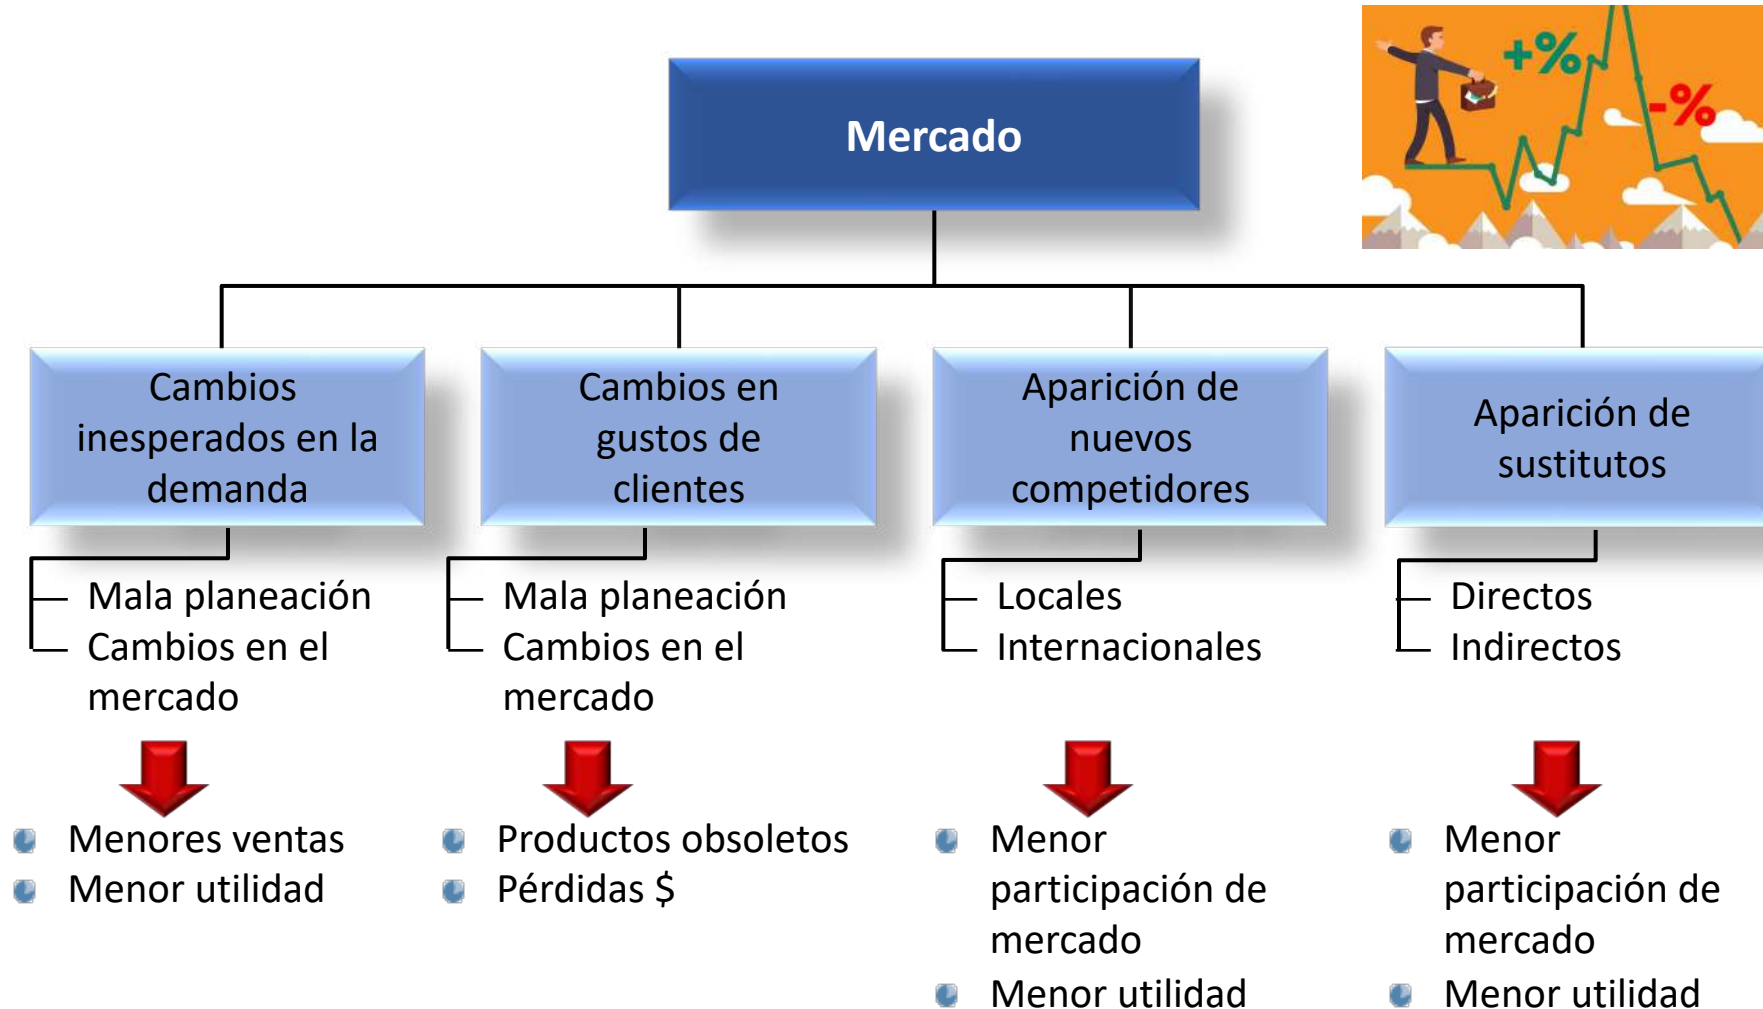 Mercado
+%
-%
Cambios
inesperados en la
demanda
Mala planeación
Cambios en el
mercado
Menores ventas
Menor utilidad
Cambios en
gustos de
clientes
Mala planeación
Cambios en el
mercado
Productos obsoletos
Pérdidas $
Aparición de
nuevos
competidores
Locales
Internacionales
Menor
participación de
mercado
Menor utilidad
Aparición de
sustitutos
Directos
Indirectos
Menor
participación de
mercado
Menor utilidad